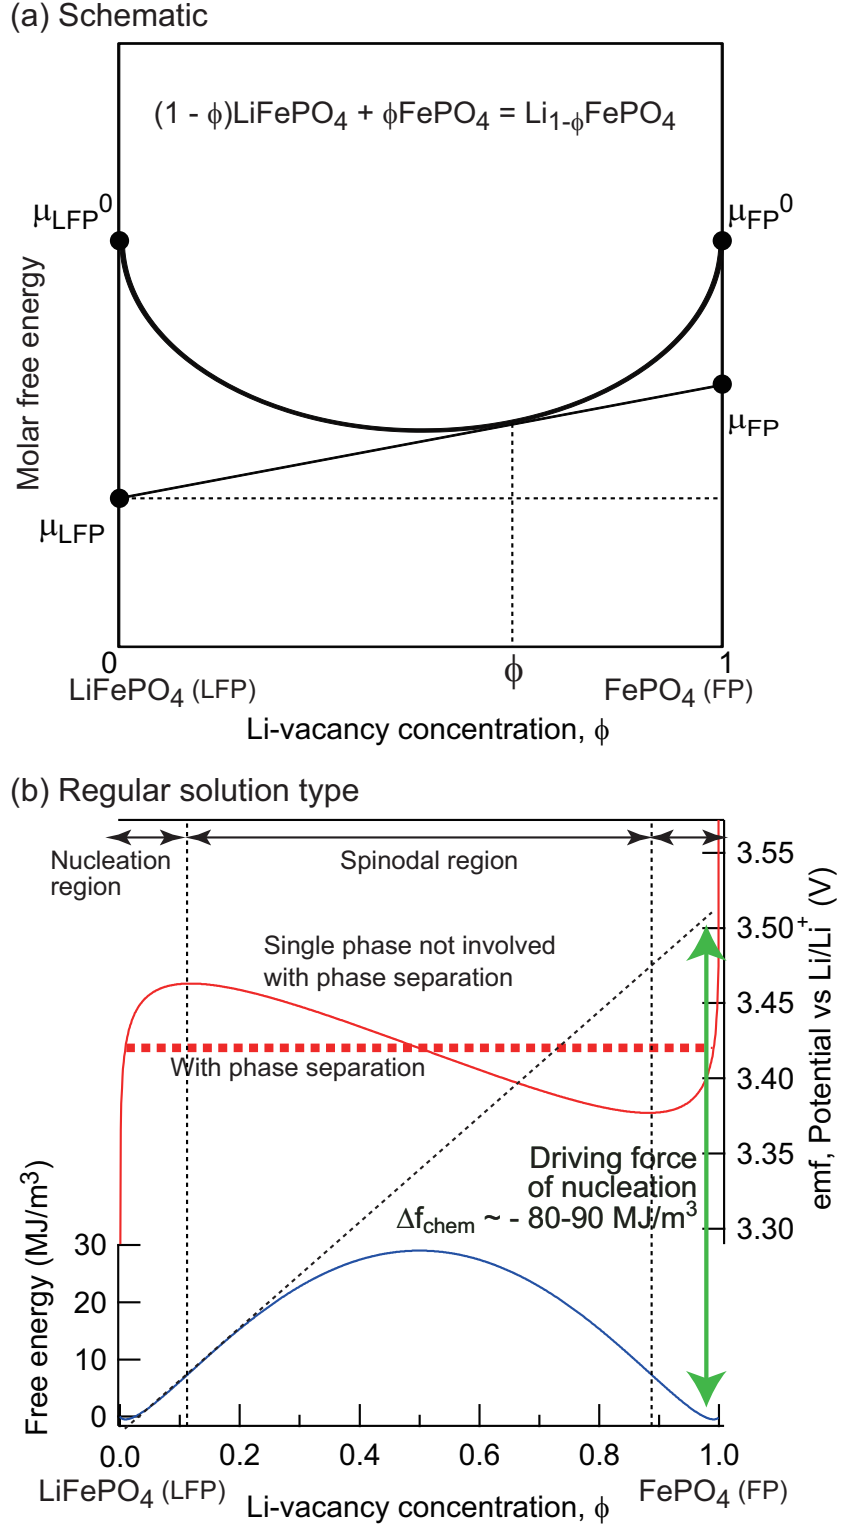 (a) Schematic
(1 - ϕ)LiFePO₄ + ϕFePO₄ = Li₁₋ϕFePO₄
μLFP⁰
μFP⁰
Molar free energy
μFP
μLFP
0
ϕ
1
LiFePO₄ (LFP)
FePO₄ (FP)
Li-vacancy concentration, ϕ
(b) Regular solution type
Nucleation
region
Spinodal region
Single phase not involved
with phase separation
With phase separation
Driving force
of nucleation
Δfchem ~ - 80-90 MJ/m³
3.55
3.50
3.45
3.40
3.35
3.30
emf, Potential vs Li/Li⁺ (V)
Free energy (MJ/m³)
30
20
10
0
0.0
0.2
0.4
0.6
0.8
1.0
LiFePO₄ (LFP)
FePO₄ (FP)
Li-vacancy concentration, ϕ